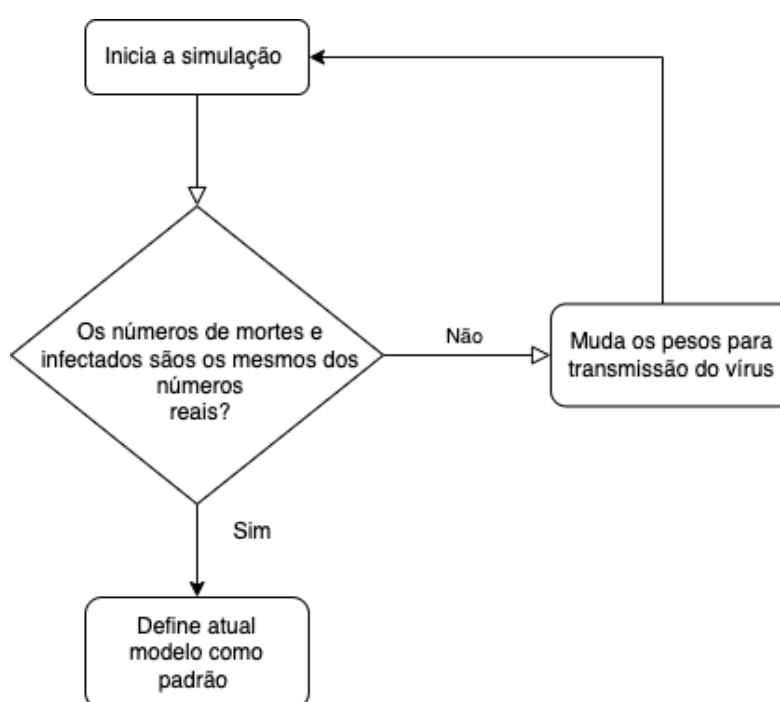 Inicia a simulação
Os números de mortes e
infectados sãos os mesmos dos
números
reais?
Não
Muda os pesos para
transmissão do vírus
Sim
Define atual
modelo como
padrão